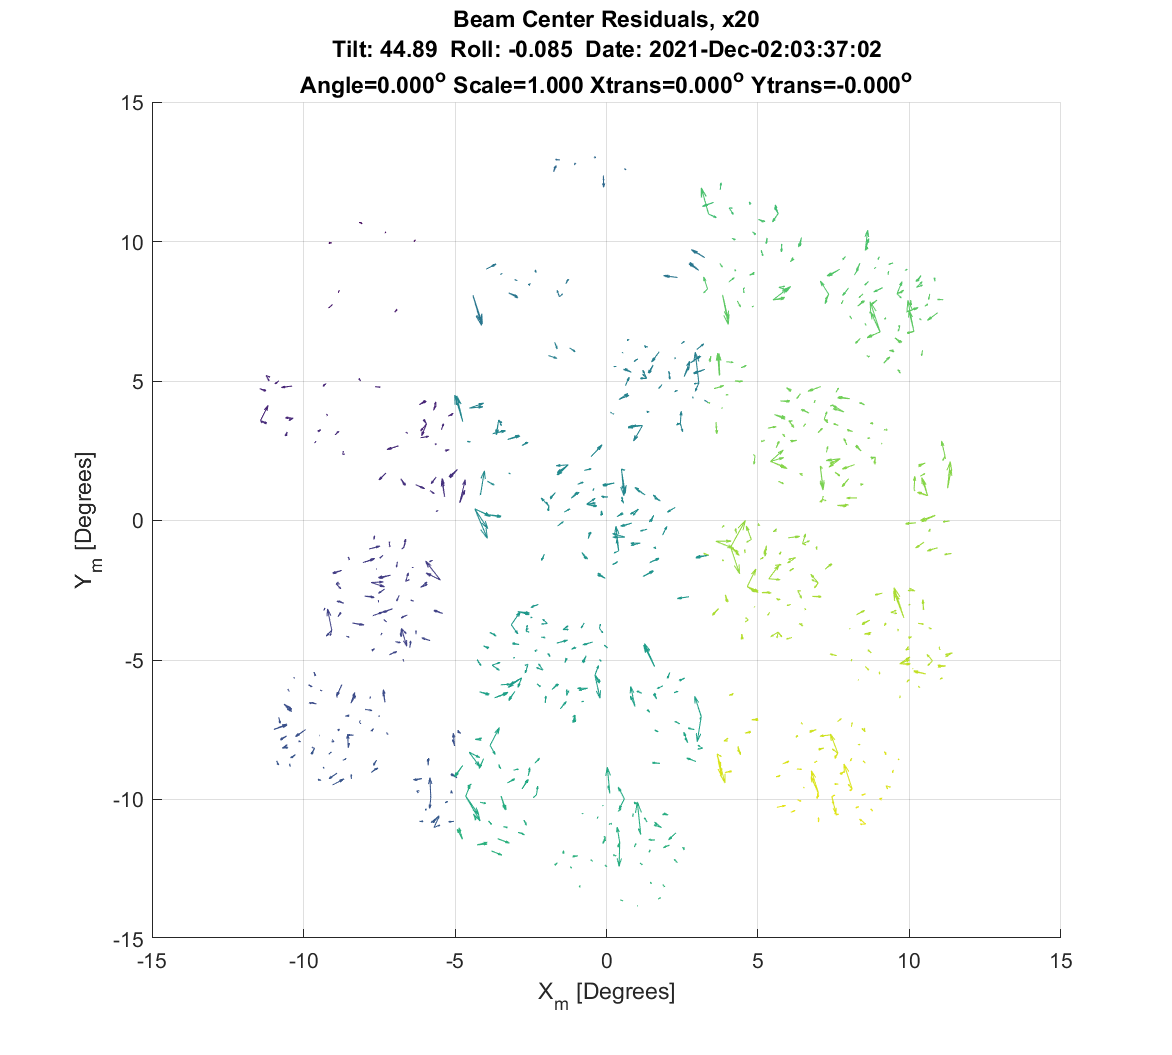 Beam Center Residuals, x20
Tilt: 44.89 Roll: -0.085 Date: 2021-Dec-02:03:37:02
Angle=0.000° Scale=1.000 Xtrans=0.000° Ytrans=-0.000°
15
10
5
0
-5
-10
-15
Y_m [Degrees]
-15
-10
-5
0
5
10
15
X_m [Degrees]